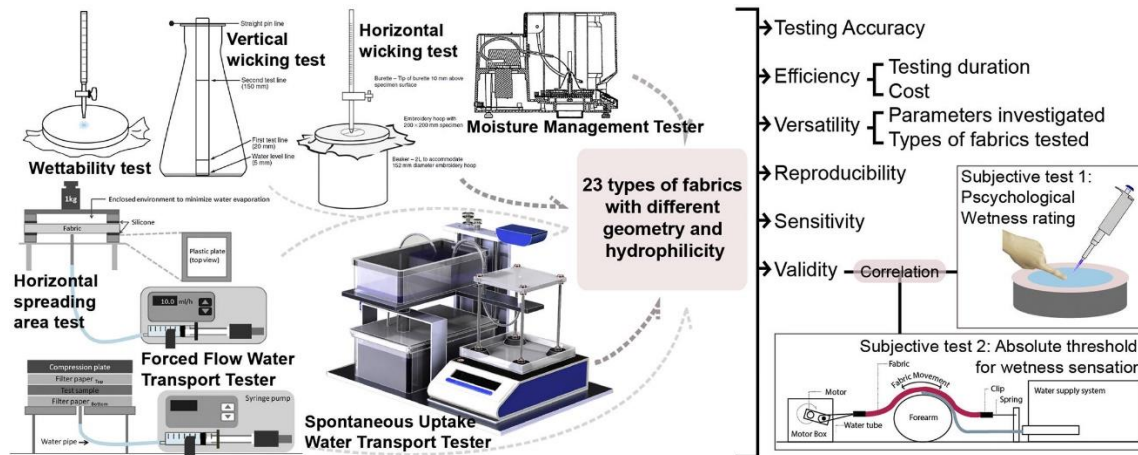 Vertical
wicking test
Straight pin line
Second test line
(150 mm)
First test line
(20 mm)
Water level line
(5 mm)
Wettability test
Horizontal
wicking test
Burette – Tip of burette 10 mm above
specimen surface
Embroidery hoop with
200 × 200 mm specimen
Beaker – 2L to accommodate
152 mm diameter embroidery hoop
Moisture Management Tester
1kg
Enclosed environment to minimize water evaporation
Silicone
Fabric
Plastic plate
(top view)
Horizontal
spreading
area test
10.0 ml/h
Forced Flow Water
Transport Tester
Compression plate
Filter paper Top
Test sample
Filter paper Bottom
Water pipe
Syringe pump
Spontaneous Uptake
Water Transport Tester
23 types of fabrics
with different
geometry and
hydrophilicity
Testing Accuracy
Efficiency
Testing duration
Cost
Versatility
Parameters investigated
Types of fabrics tested
Reproducibility
Sensitivity
Validity
Correlation
Subjective test 1:
Pscychological
Wetness rating
Subjective test 2: Absolute threshold
for wetness sensation
Fabric
Fabric Movement
Motor
Motor Box
Water tube
Forearm
Clip
Spring
Water supply system